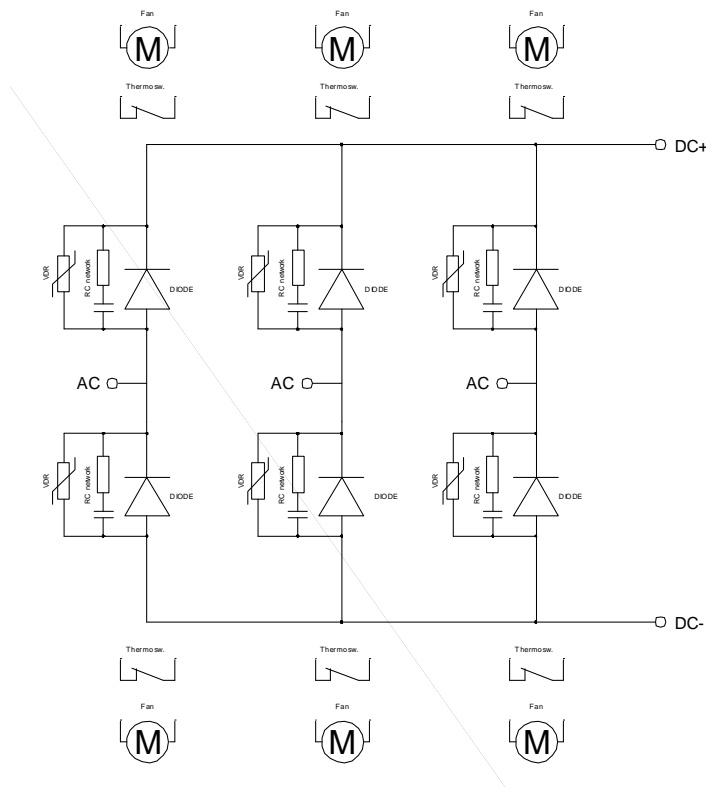 Fan Fan Fan
M M M
Thermosw. Thermosw. Thermosw.
DC+
VDR RC network DIODE VDR RC network DIODE VDR RC network DIODE
AC AC AC
VDR RC network DIODE VDR RC network DIODE VDR RC network DIODE
DC-
Thermosw. Thermosw. Thermosw.
Fan Fan Fan
M M M